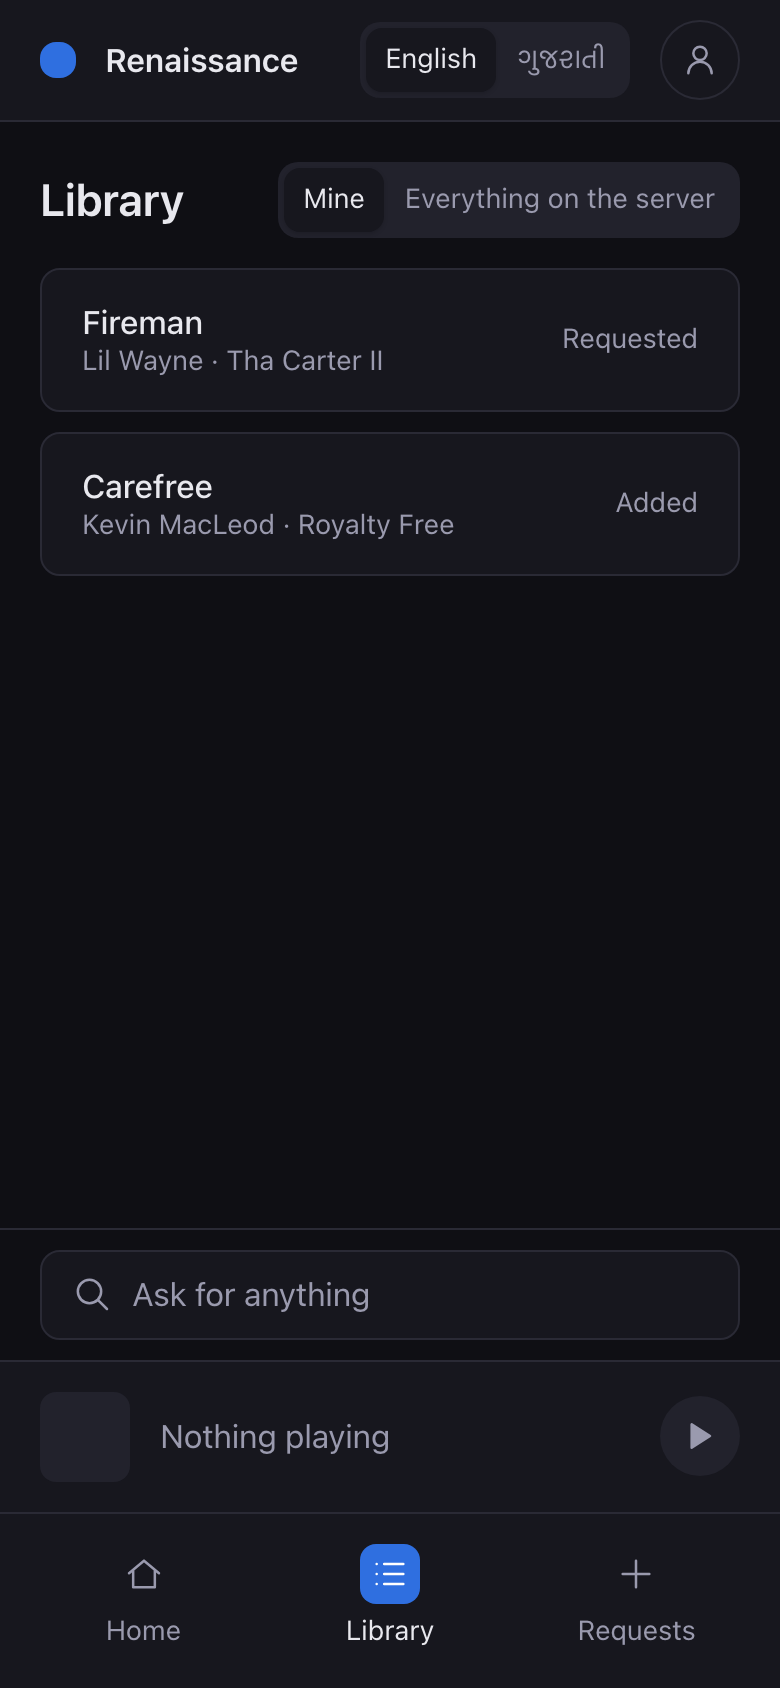 Renaissance
English
ગુજરાતી
Library
Mine
Everything on the server
Fireman
Lil Wayne · Tha Carter II
Requested
Carefree
Kevin MacLeod · Royalty Free
Added
Ask for anything
Nothing playing
Home
Library
Requests